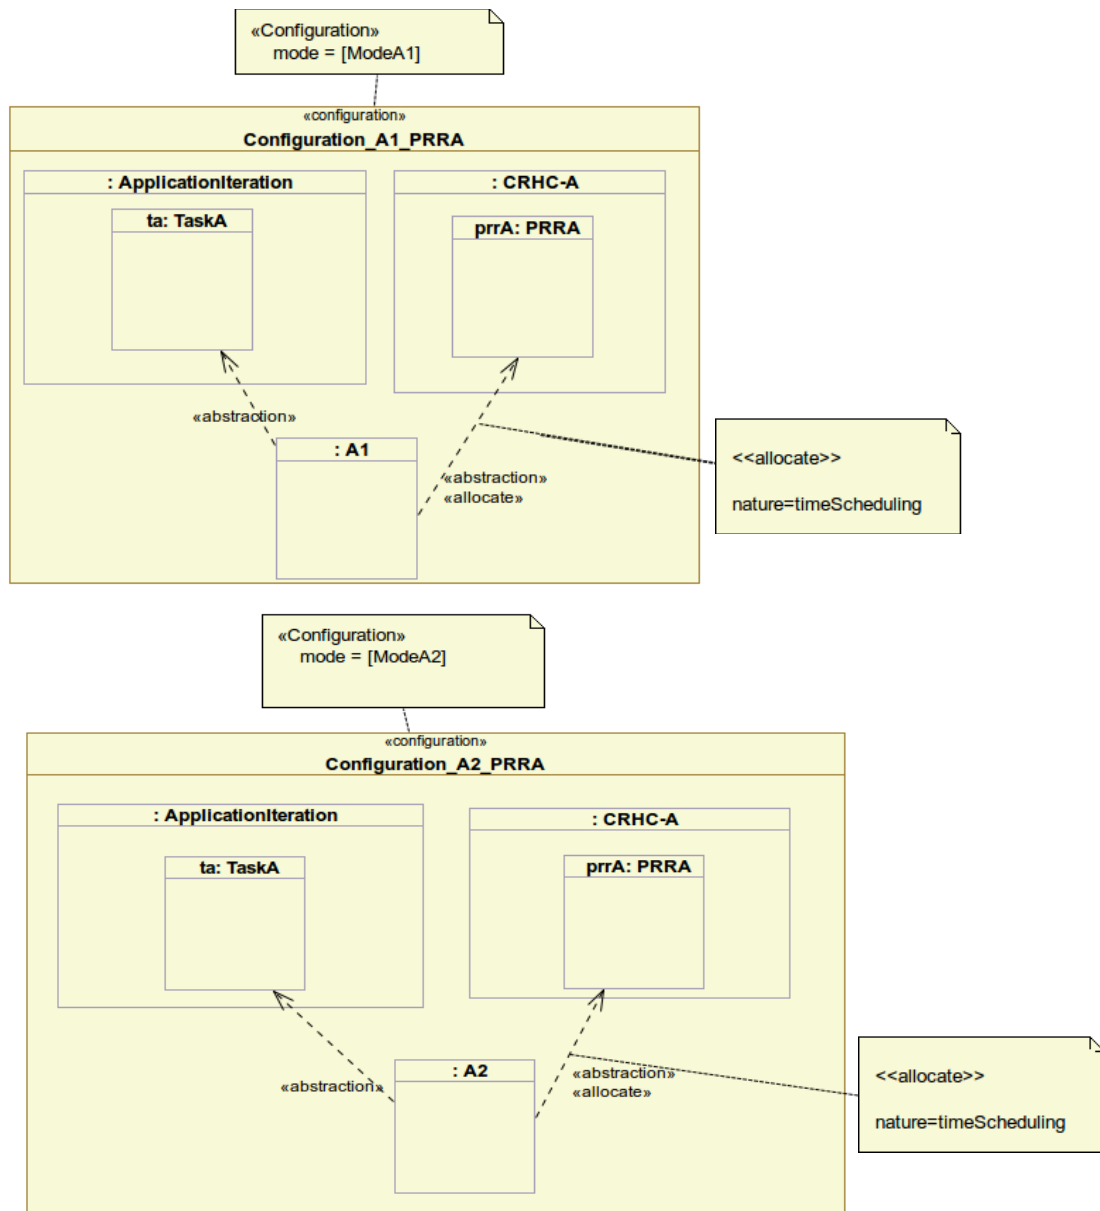 «Configuration»
mode = [ModeA1]
«configuration»
Configuration_A1_PRRA
: ApplicationIteration
: CRHC-A
ta: TaskA
prrA: PRRA
«abstraction»
: A1
«abstraction»
«allocate»
<<allocate>>
nature=timeScheduling
«Configuration»
mode = [ModeA2]
«configuration»
Configuration_A2_PRRA
: ApplicationIteration
: CRHC-A
ta: TaskA
prrA: PRRA
«abstraction»
: A2
«abstraction»
«allocate»
<<allocate>>
nature=timeScheduling